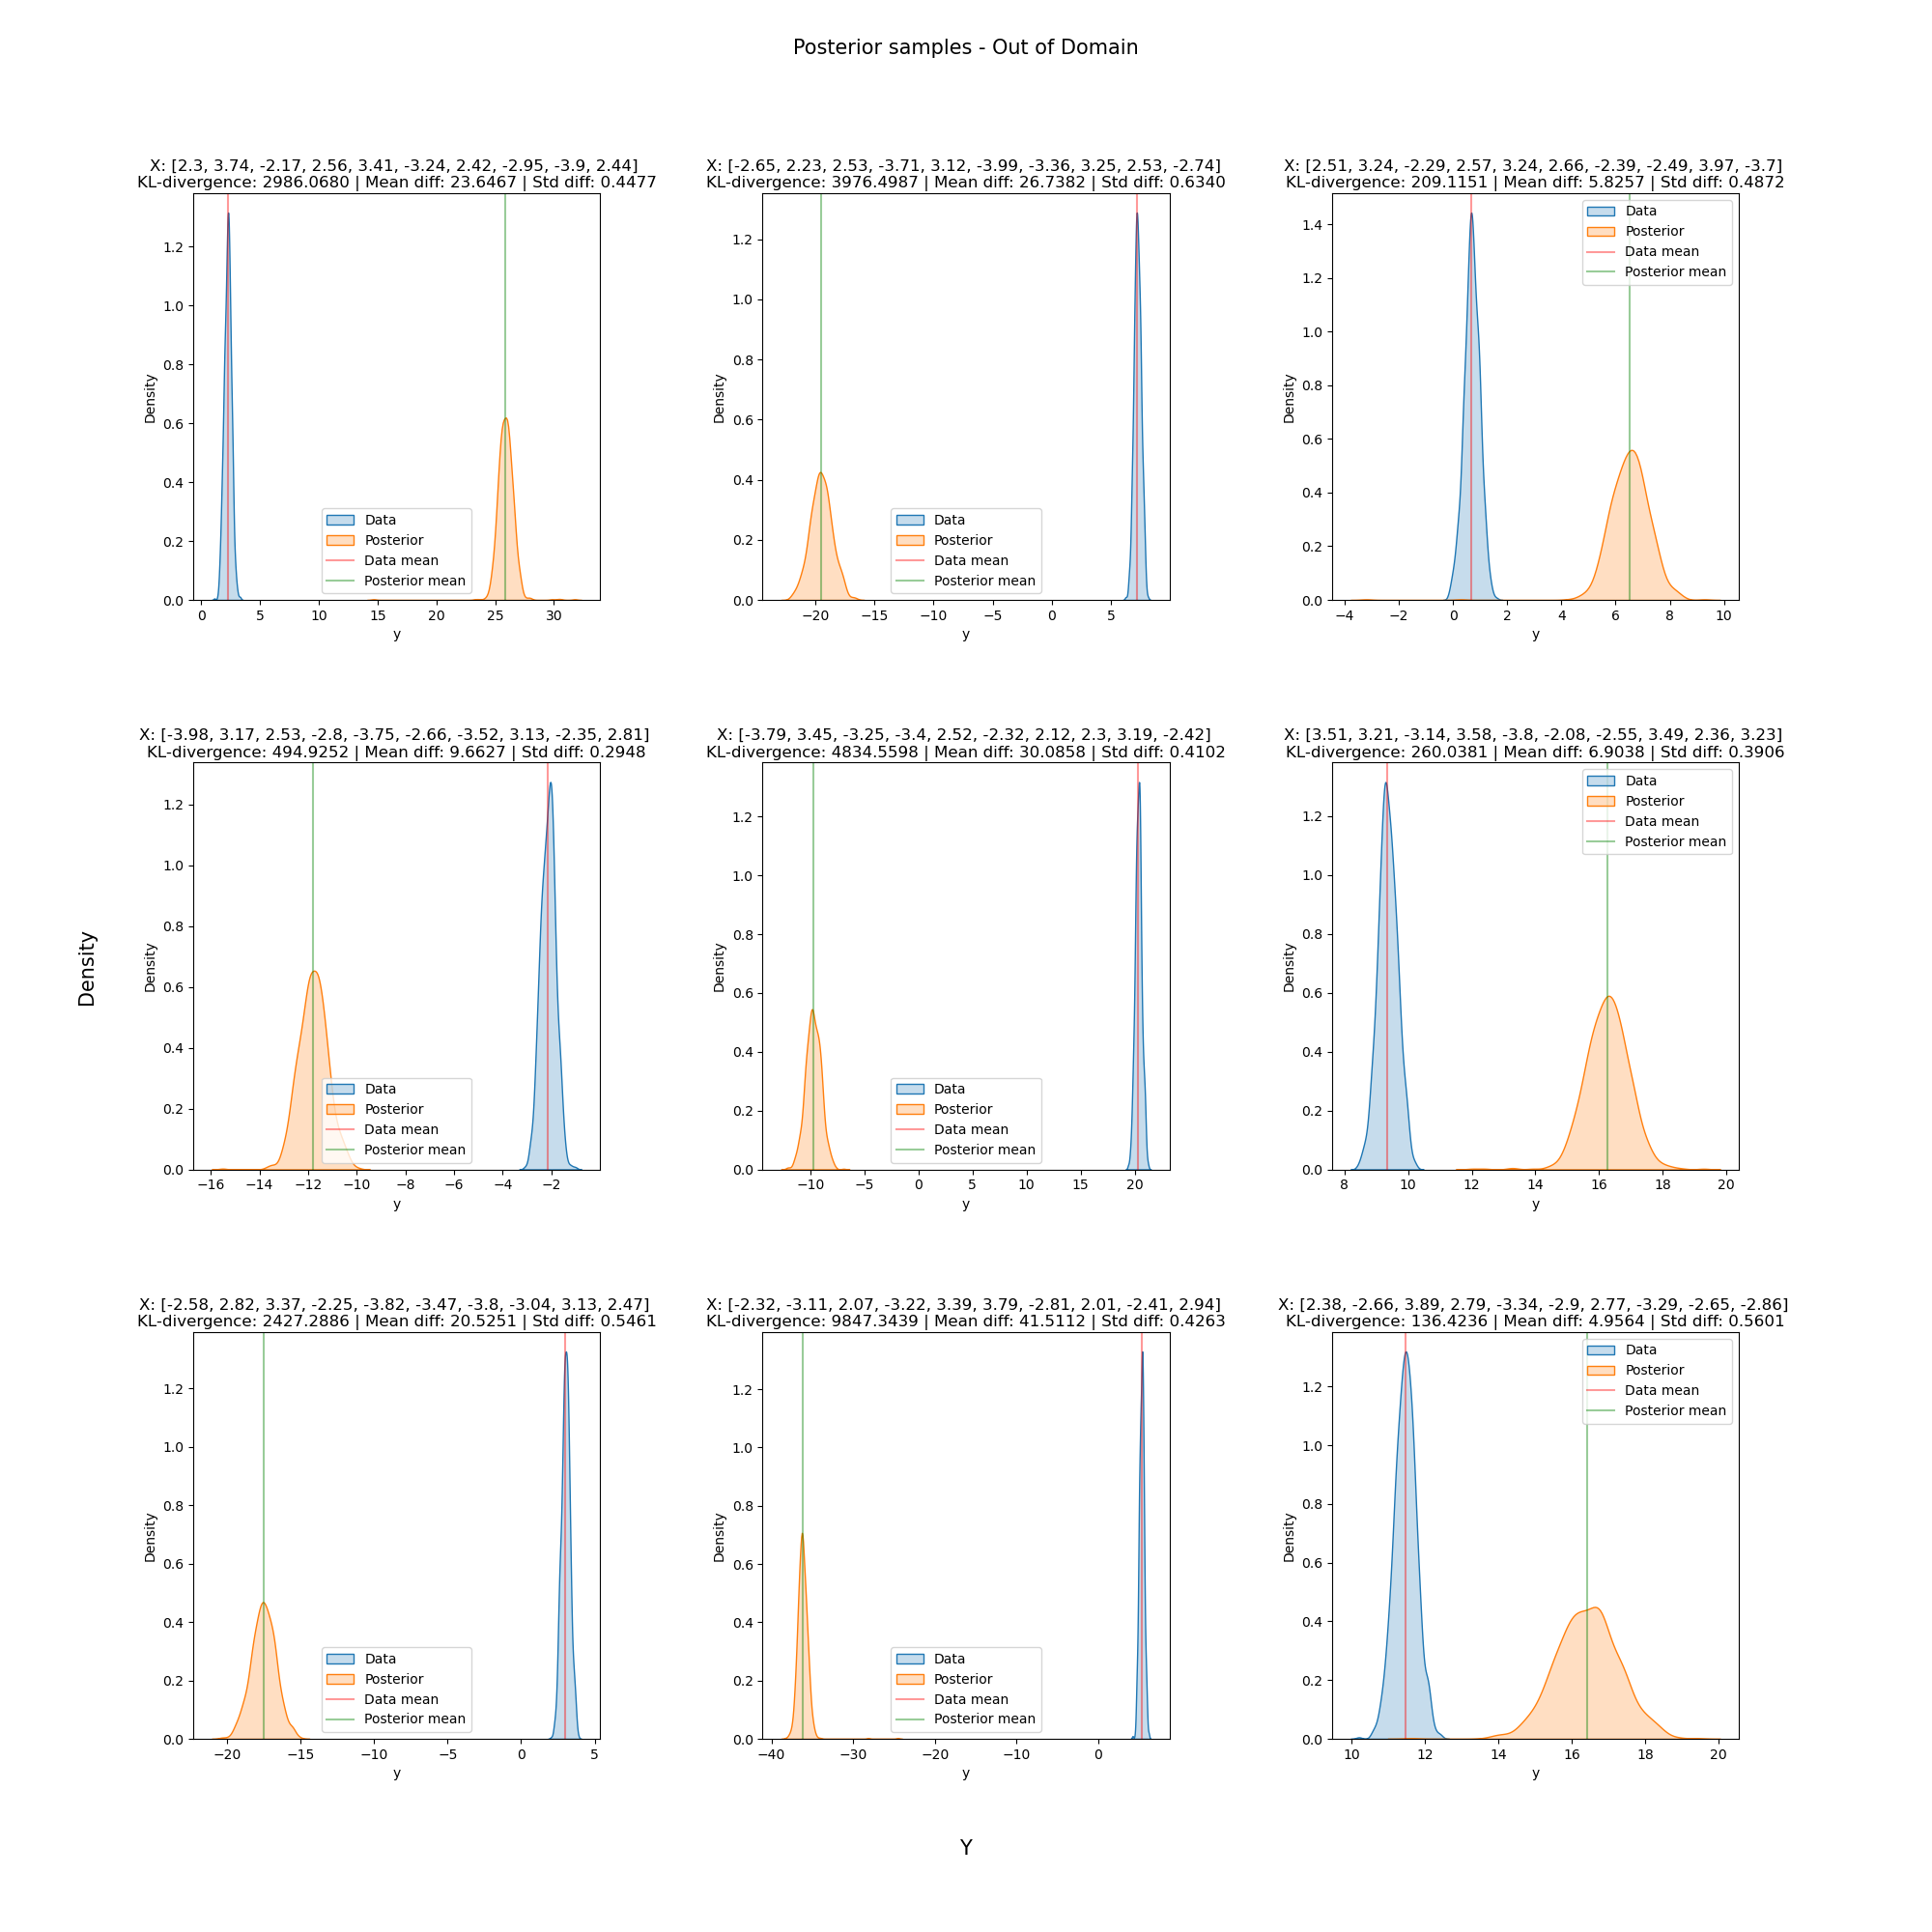 Posterior samples - Out of Domain
X: [2.3, 3.74, -2.17, 2.56, 3.41, -3.24, 2.42, -2.95, -3.9, 2.44]
KL-divergence: 2986.0680 | Mean diff: 23.6467 | Std diff: 0.4477
1.2
1.0
0.8
0.6
0.4
0.2
0.0
Density
Data
Posterior
Data mean
Posterior mean
0 5 10 15 20 25 30
y
X: [-2.65, 2.23, 2.53, -3.71, 3.12, -3.99, -3.36, 3.25, 2.53, -2.74]
KL-divergence: 3976.4987 | Mean diff: 26.7382 | Std diff: 0.6340
1.2
1.0
0.8
0.6
0.4
0.2
0.0
Density
Data
Posterior
Data mean
Posterior mean
−20 −15 −10 −5 0 5
y
X: [2.51, 3.24, -2.29, 2.57, 3.24, 2.66, -2.39, -2.49, 3.97, -3.7]
KL-divergence: 209.1151 | Mean diff: 5.8257 | Std diff: 0.4872
1.4
1.2
1.0
0.8
0.6
0.4
0.2
0.0
Density
Data
Posterior
Data mean
Posterior mean
−4 −2 0 2 4 6 8 10
y
X: [-3.98, 3.17, 2.53, -2.8, -3.75, -2.66, -3.52, 3.13, -2.35, 2.81]
KL-divergence: 494.9252 | Mean diff: 9.6627 | Std diff: 0.2948
1.2
1.0
0.8
0.6
0.4
0.2
0.0
Density
Data
Posterior
Data mean
Posterior mean
−16 −14 −12 −10 −8 −6 −4 −2
y
X: [-3.79, 3.45, -3.25, -3.4, 2.52, -2.32, 2.12, 2.3, 3.19, -2.42]
KL-divergence: 4834.5598 | Mean diff: 30.0858 | Std diff: 0.4102
1.2
1.0
0.8
0.6
0.4
0.2
0.0
Density
Data
Posterior
Data mean
Posterior mean
−10 −5 0 5 10 15 20
y
X: [3.51, 3.21, -3.14, 3.58, -3.8, -2.08, -2.55, 3.49, 2.36, 3.23]
KL-divergence: 260.0381 | Mean diff: 6.9038 | Std diff: 0.3906
1.2
1.0
0.8
0.6
0.4
0.2
0.0
Density
Data
Posterior
Data mean
Posterior mean
8 10 12 14 16 18 20
y
Density
X: [-2.58, 2.82, 3.37, -2.25, -3.82, -3.47, -3.8, -3.04, 3.13, 2.47]
KL-divergence: 2427.2886 | Mean diff: 20.5251 | Std diff: 0.5461
1.2
1.0
0.8
0.6
0.4
0.2
0.0
Density
Data
Posterior
Data mean
Posterior mean
−20 −15 −10 −5 0 5
y
X: [-2.32, -3.11, 2.07, -3.22, 3.39, 3.79, -2.81, 2.01, -2.41, 2.94]
KL-divergence: 9847.3439 | Mean diff: 41.5112 | Std diff: 0.4263
1.2
1.0
0.8
0.6
0.4
0.2
0.0
Density
Data
Posterior
Data mean
Posterior mean
−40 −30 −20 −10 0
y
X: [2.38, -2.66, 3.89, 2.79, -3.34, -2.9, 2.77, -3.29, -2.65, -2.86]
KL-divergence: 136.4236 | Mean diff: 4.9564 | Std diff: 0.5601
1.2
1.0
0.8
0.6
0.4
0.2
0.0
Density
Data
Posterior
Data mean
Posterior mean
10 12 14 16 18 20
y
Y